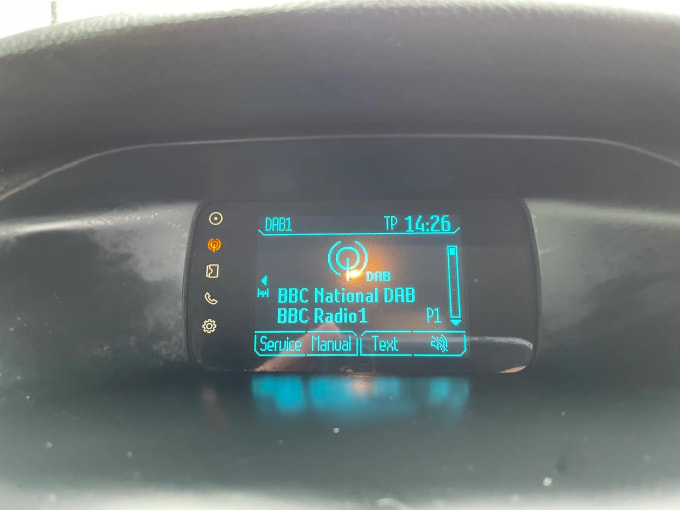 DAB1 TP 14:26
DAB
BBC National DAB
BBC Radio1 P1
Service Manual Text